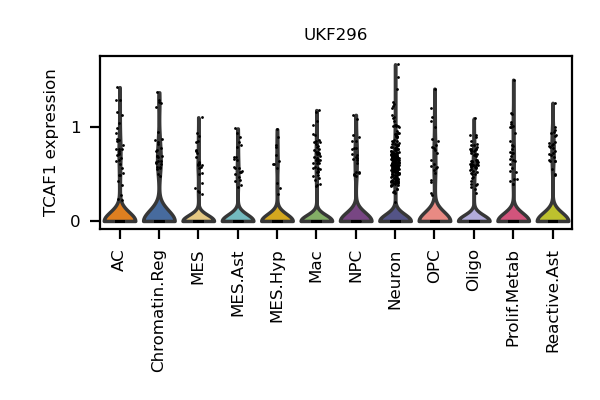 UKF296
TCAF1 expression
1
0
AC
Chromatin.Reg
MES
MES.Ast
MES.Hyp
Mac
NPC
Neuron
OPC
Oligo
Prolif.Metab
Reactive.Ast